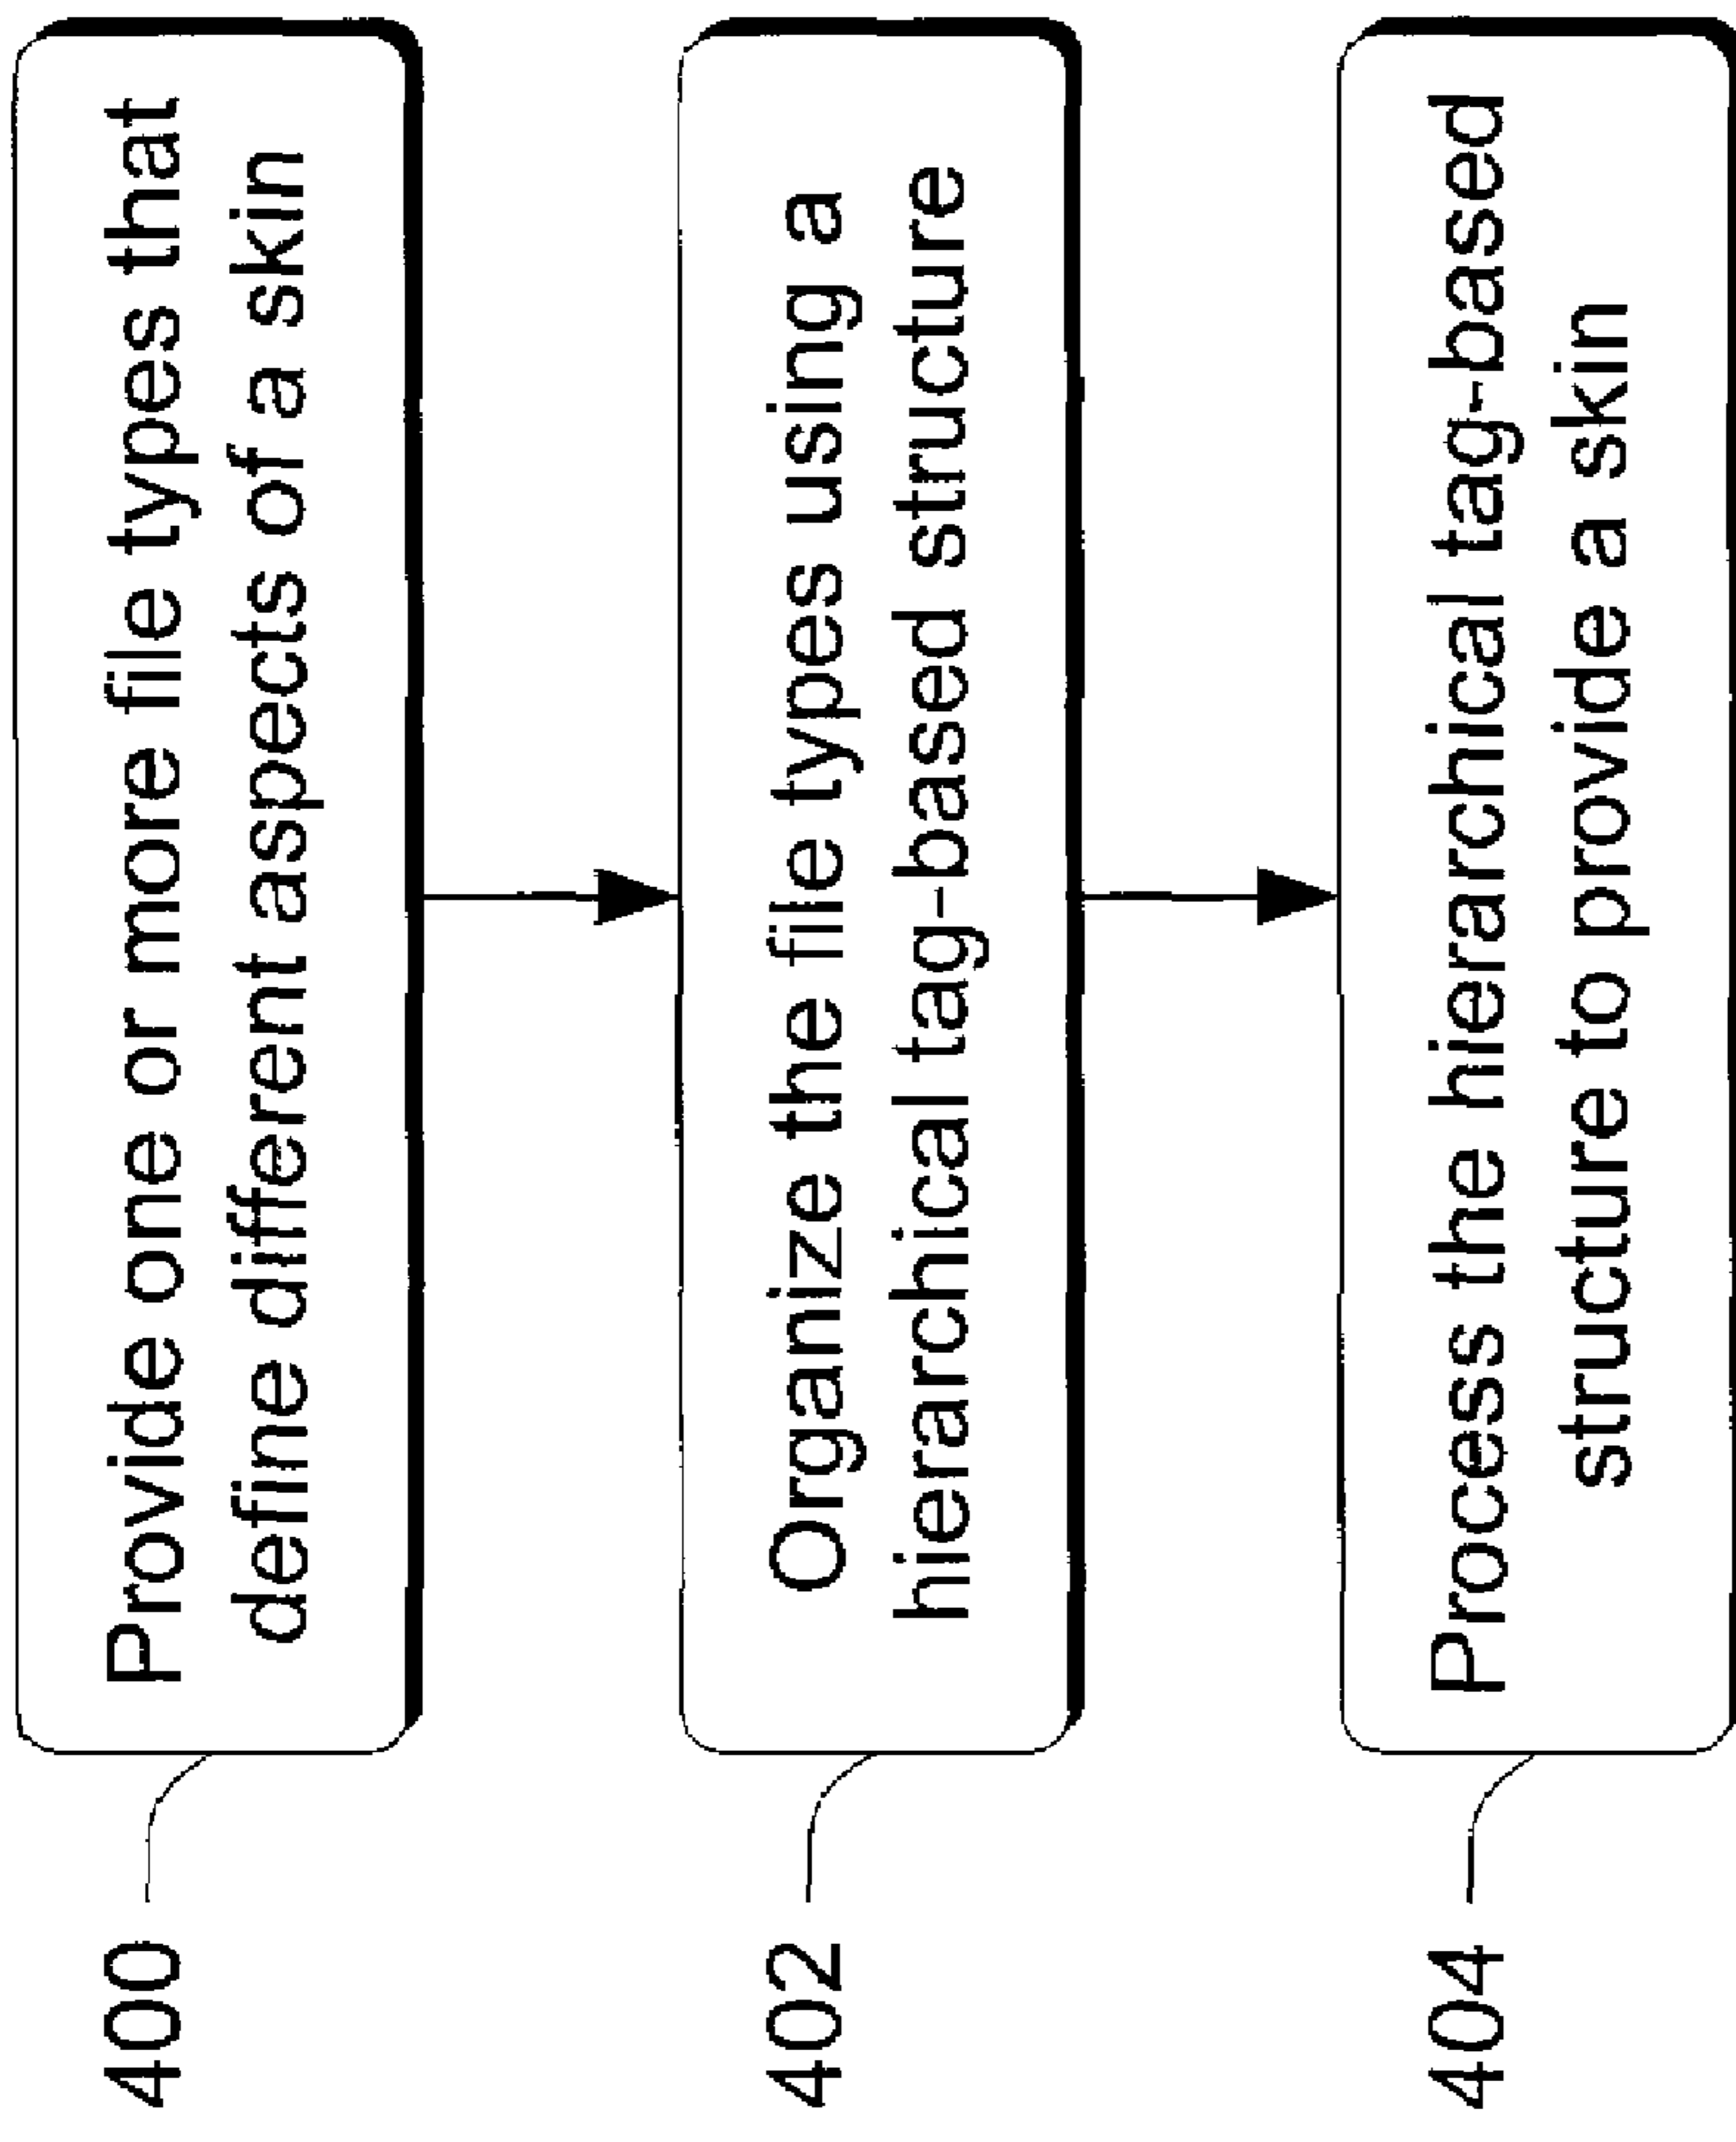 400
Provide one or more file types that
define different aspects of a skin
402
Organize the file types using a
hierarchical tag-based structure
404
Process the hierarchical tag-based
structure to provide a skin